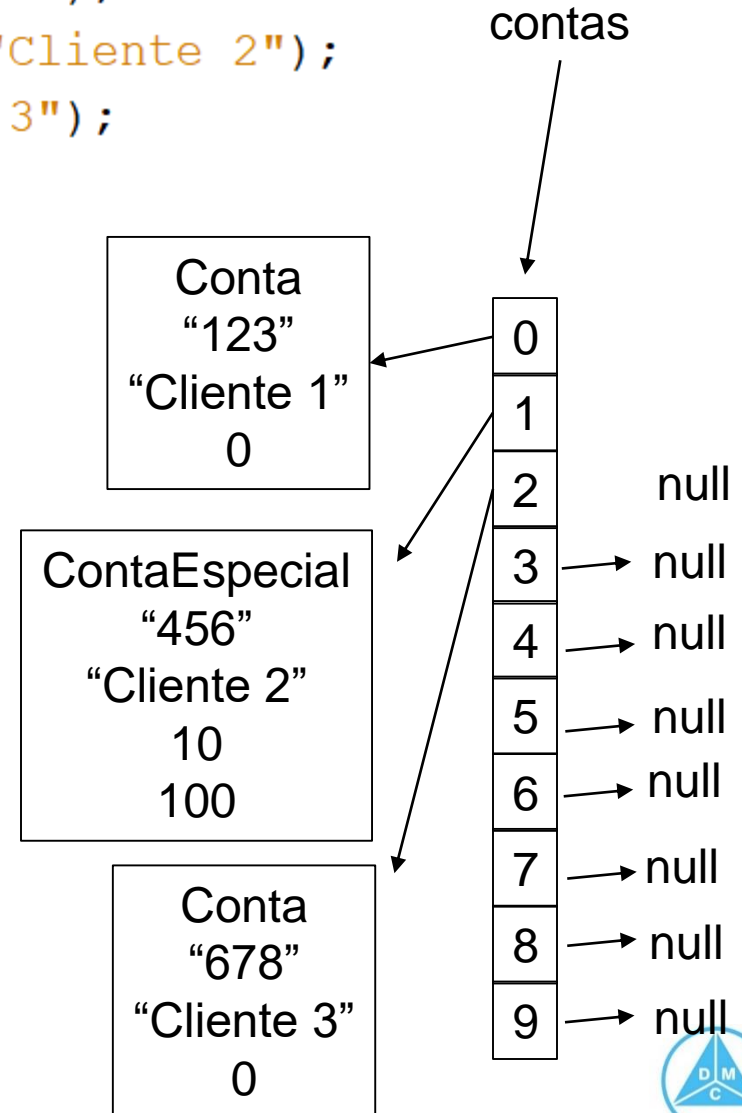 );
"Cliente 2");
3");
contas
Conta
“123”
“Cliente 1”
0
ContaEspecial
“456”
“Cliente 2”
10
100
Conta
“678”
“Cliente 3”
0
0
1
2 null
3 null
4 null
5 null
6 null
7 null
8 null
9 null
D M
C